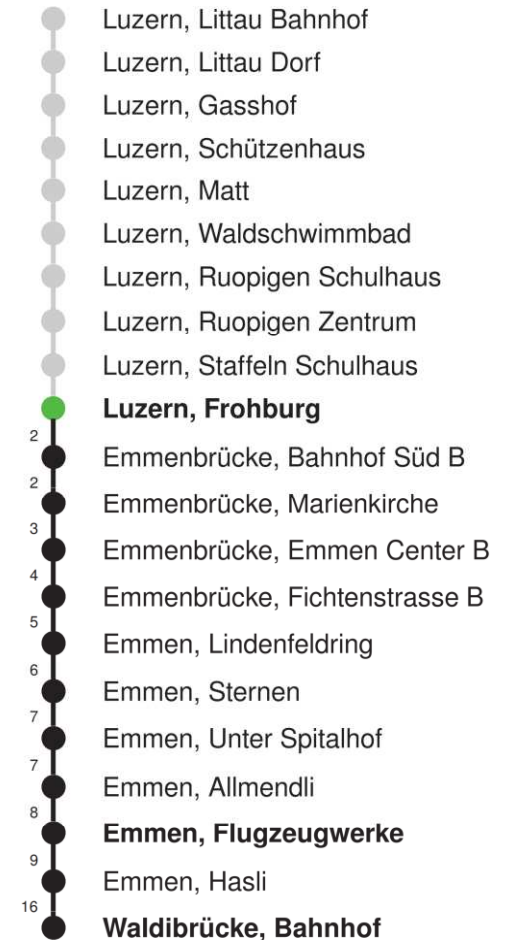 Luzern, Littau Bahnhof
Luzern, Littau Dorf
Luzern, Gasshof
Luzern, Schützenhaus
Luzern, Matt
Luzern, Waldschwimmbad
Luzern, Ruopigen Schulhaus
Luzern, Ruopigen Zentrum
Luzern, Staffeln Schulhaus
Luzern, Frohburg
2 Emmenbrücke, Bahnhof Süd B
2 Emmenbrücke, Marienkirche
3 Emmenbrücke, Emmen Center B
4 Emmenbrücke, Fichtenstrasse B
5 Emmen, Lindenfeldring
6 Emmen, Sternen
7 Emmen, Unter Spitalhof
7 Emmen, Allmendli
8 Emmen, Flugzeugwerke
9 Emmen, Hasli
16 Waldibrücke, Bahnhof